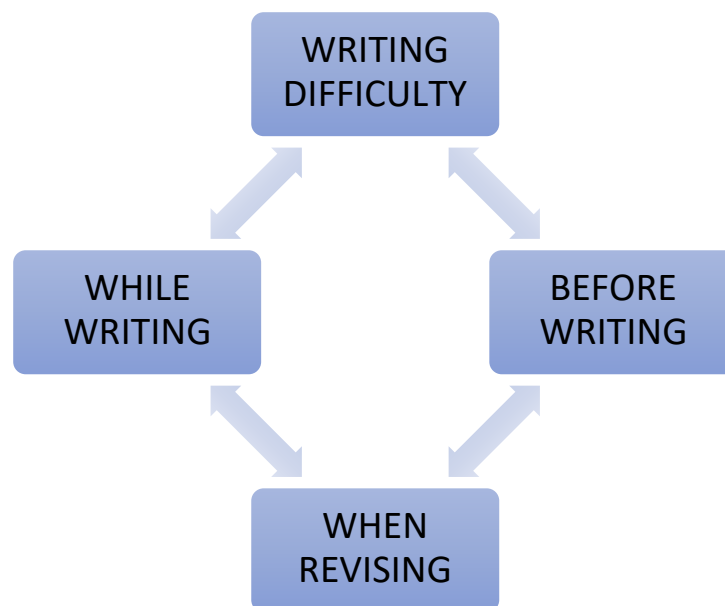 WRITING
DIFFICULTY
WHILE
WRITING
BEFORE
WRITING
WHEN
REVISING